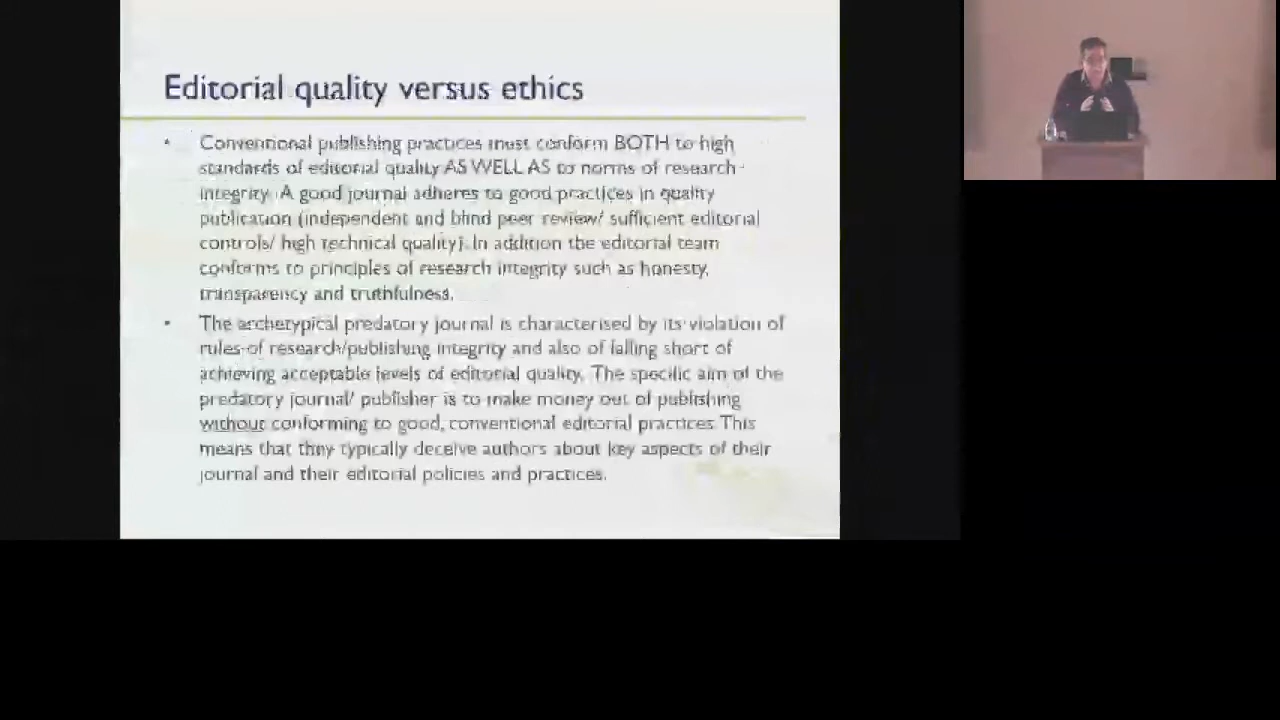 Editorial quality versus ethics
• Conventional publishing practices must conform BOTH to high
standards of editorial quality AS WELL AS to norms of research
integrity. A good journal adheres to good practices in quality
publication (independent and blind peer review/ sufficient editorial
controls/ high technical quality). In addition the editorial team
conforms to principles of research integrity such as honesty,
transparency and truthfulness.
• The archetypical predatory journal is characterised by its violation of
rules of research/publishing integrity and also of falling short of
achieving acceptable levels of editorial quality. The specific aim of the
predatory journal/ publisher is to make money out of publishing
without conforming to good, conventional editorial practices. This
means that they typically deceive authors about key aspects of their
journal and their editorial policies and practices.